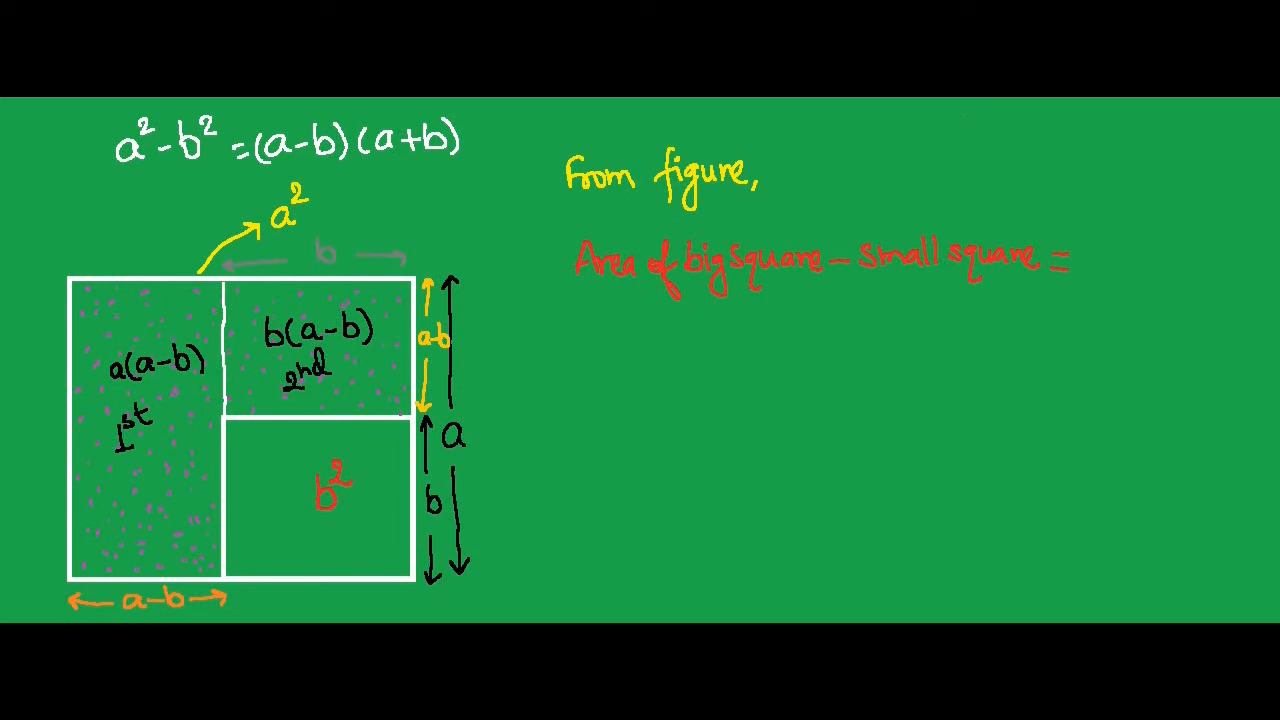 a² - b² = (a-b) (a+b)
a²
b
a(a-b)
1st
b(a-b)
2nd
a-b
a
b²
b
a-b
From figure,
Area of big square - small square =